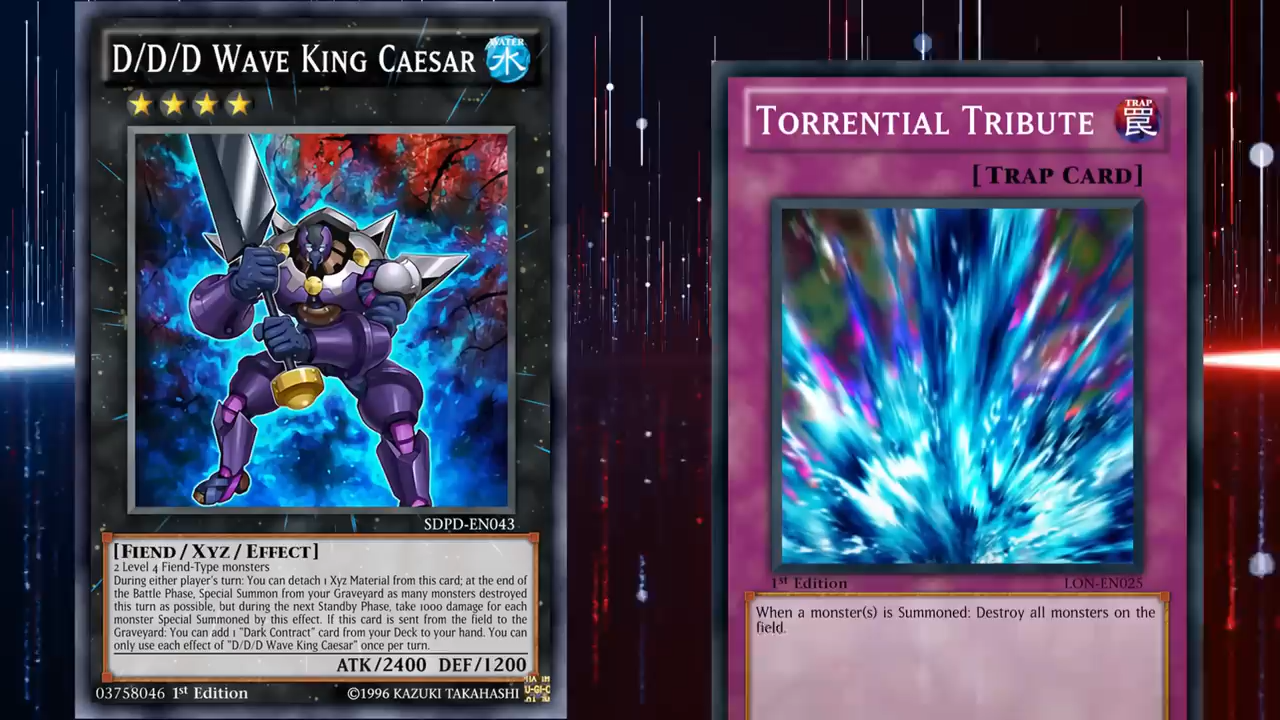 D/D/D WAVE KING CAESAR
WATER
水
SDPD-EN043
[FIEND / XYZ / EFFECT]
2 Level 4 Fiend-Type monsters
During either player's turn: You can detach 1 Xyz Material from this card; at the end of
the Battle Phase, Special Summon from your Graveyard as many monsters destroyed
this turn as possible, but during the next Standby Phase, take 1000 damage for each
monster Special Summoned by this effect. If this card is sent from the field to the
Graveyard: You can add 1 "Dark Contract" card from your Deck to your hand. You can
only use each effect of "D/D/D Wave King Caesar" once per turn.
ATK/2400 DEF/1200
03758046 1st Edition ©1996 KAZUKI TAKAHASHI
TORRENTIAL TRIBUTE
TRAP
罠
[TRAP CARD]
1st Edition LON-EN025
When a monster(s) is Summoned: Destroy all monsters on the
field.